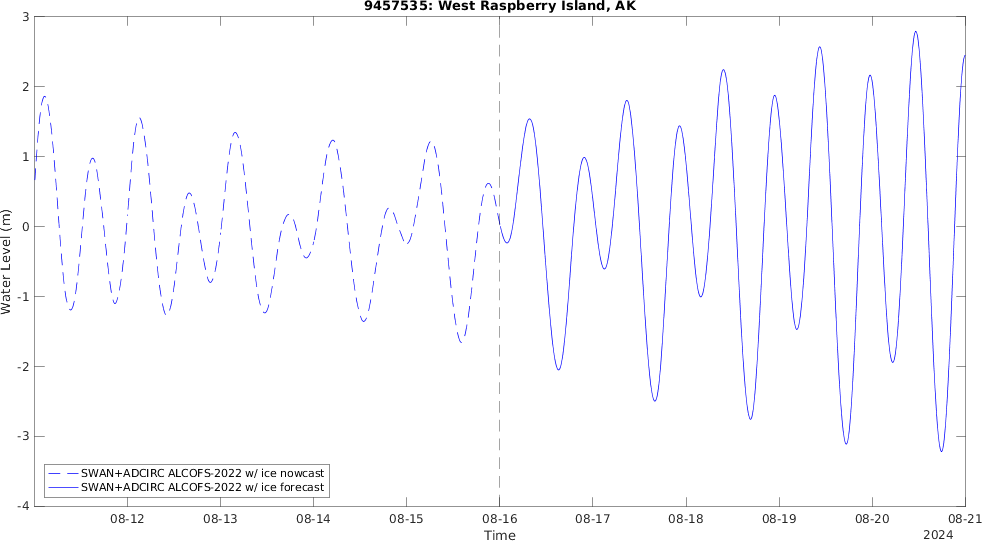 9457535: West Raspberry Island, AK
3
2
1
0
-1
-2
-3
-4
Water Level (m)
SWAN+ADCIRC ALCOFS-2022 w/ ice nowcast
SWAN+ADCIRC ALCOFS-2022 w/ ice forecast
08-12 08-13 08-14 08-15 08-16 08-17 08-18 08-19 08-20 08-21
Time
2024